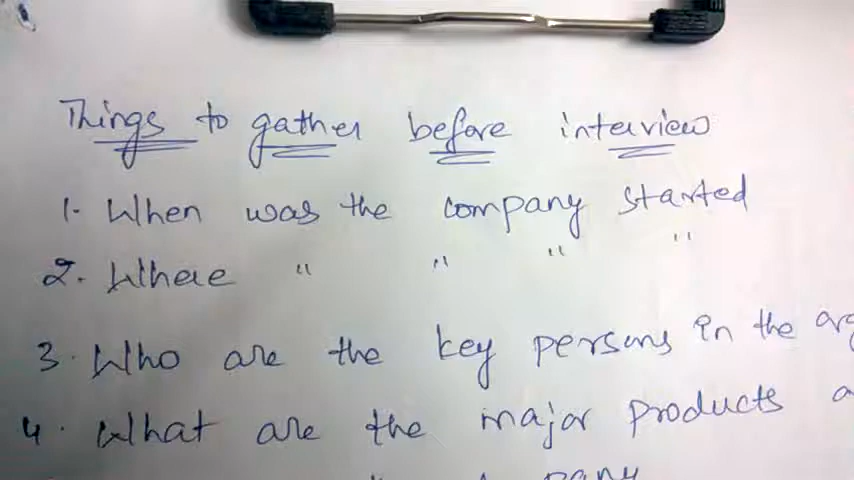 Things to gather before interview
1. When was the company started
2. Where " " " "
3. Who are the key persons in the
4. What are the major products